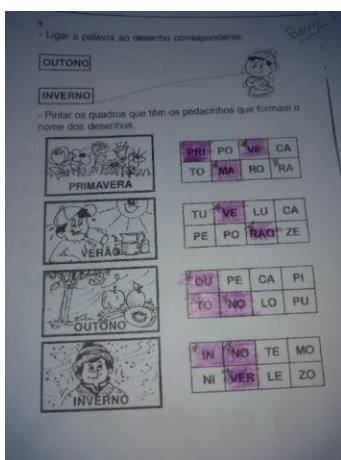 8
- Ligar a palavra ao desenho correspondente:
OUTONO
INVERNO
- Pintar os quadros que têm os pedacinhos que formam o
nome dos desenhos.
PRIMAVERA
PRI PO VE CA
TO MA RO RA
VERÃO
TU VE LU CA
PE PO RÃO ZE
OUTONO
OU PE CA PI
TO NO LO PU
INVERNO
IN NO TE MO
NI VER LE ZO